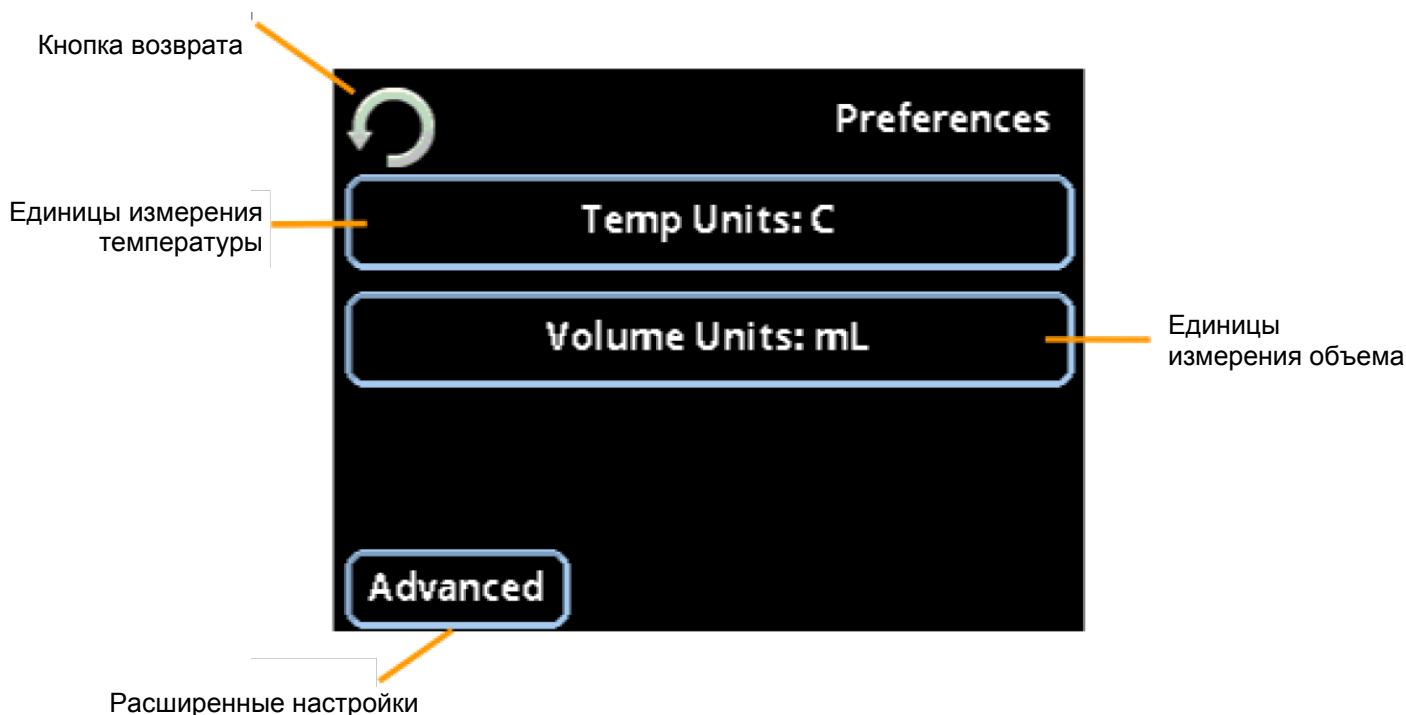 Кнопка возврата
Preferences
Единицы измерения
температуры
Temp Units: C
Volume Units: mL
Единицы
измерения объема
Advanced
Расширенные настройки